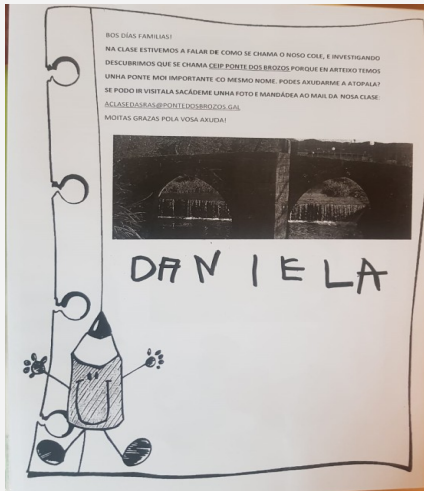 BOS DÍAS FAMILIAS!
NA CLASE ESTIVEMOS A FALAR DE COMO SE CHAMA O NOSO COLE, E INVESTIGANDO
DESCUBRIMOS QUE SE CHAMA CEIP PONTE DOS BROZOS PORQUE EN ARTEIXO TEMOS
UNHA PONTE MOI IMPORTANTE CO MESMO NOME. PODES AXUDARME A ATOPALA?
SE PODO IR VISITALA SACÁDEME UNHA FOTO E MANDÁDEA AO MAIL DA NOSA CLASE:
ACLASEDASRAS@PONTEDOSBROZOS.GAL
MOITAS GRAZAS POLA VOSA AXUDA!
DANIELA